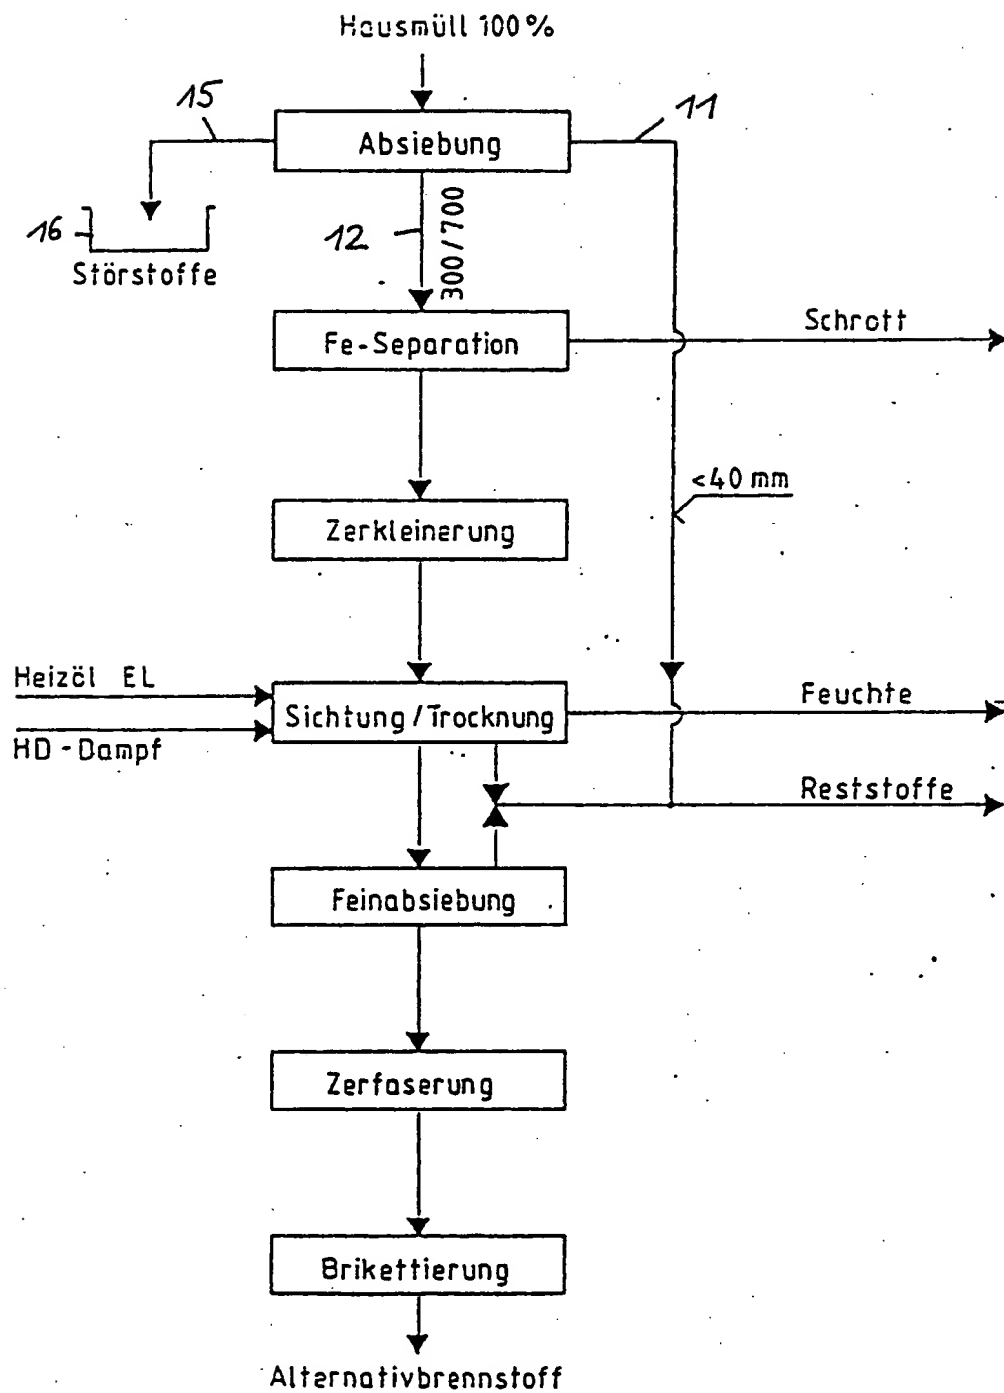 Hausmüll 100%
15
11
Absiebung
16
12
300/700
Störstoffe
Schrott
Fe-Separation
<40 mm
Zerkleinerung
Heizöl EL
Feuchte
Sichtung/Trocknung
HD-Dampf
Reststoffe
Feinabsiebung
Zerfaserung
Brikettierung
Alternativbrennstoff